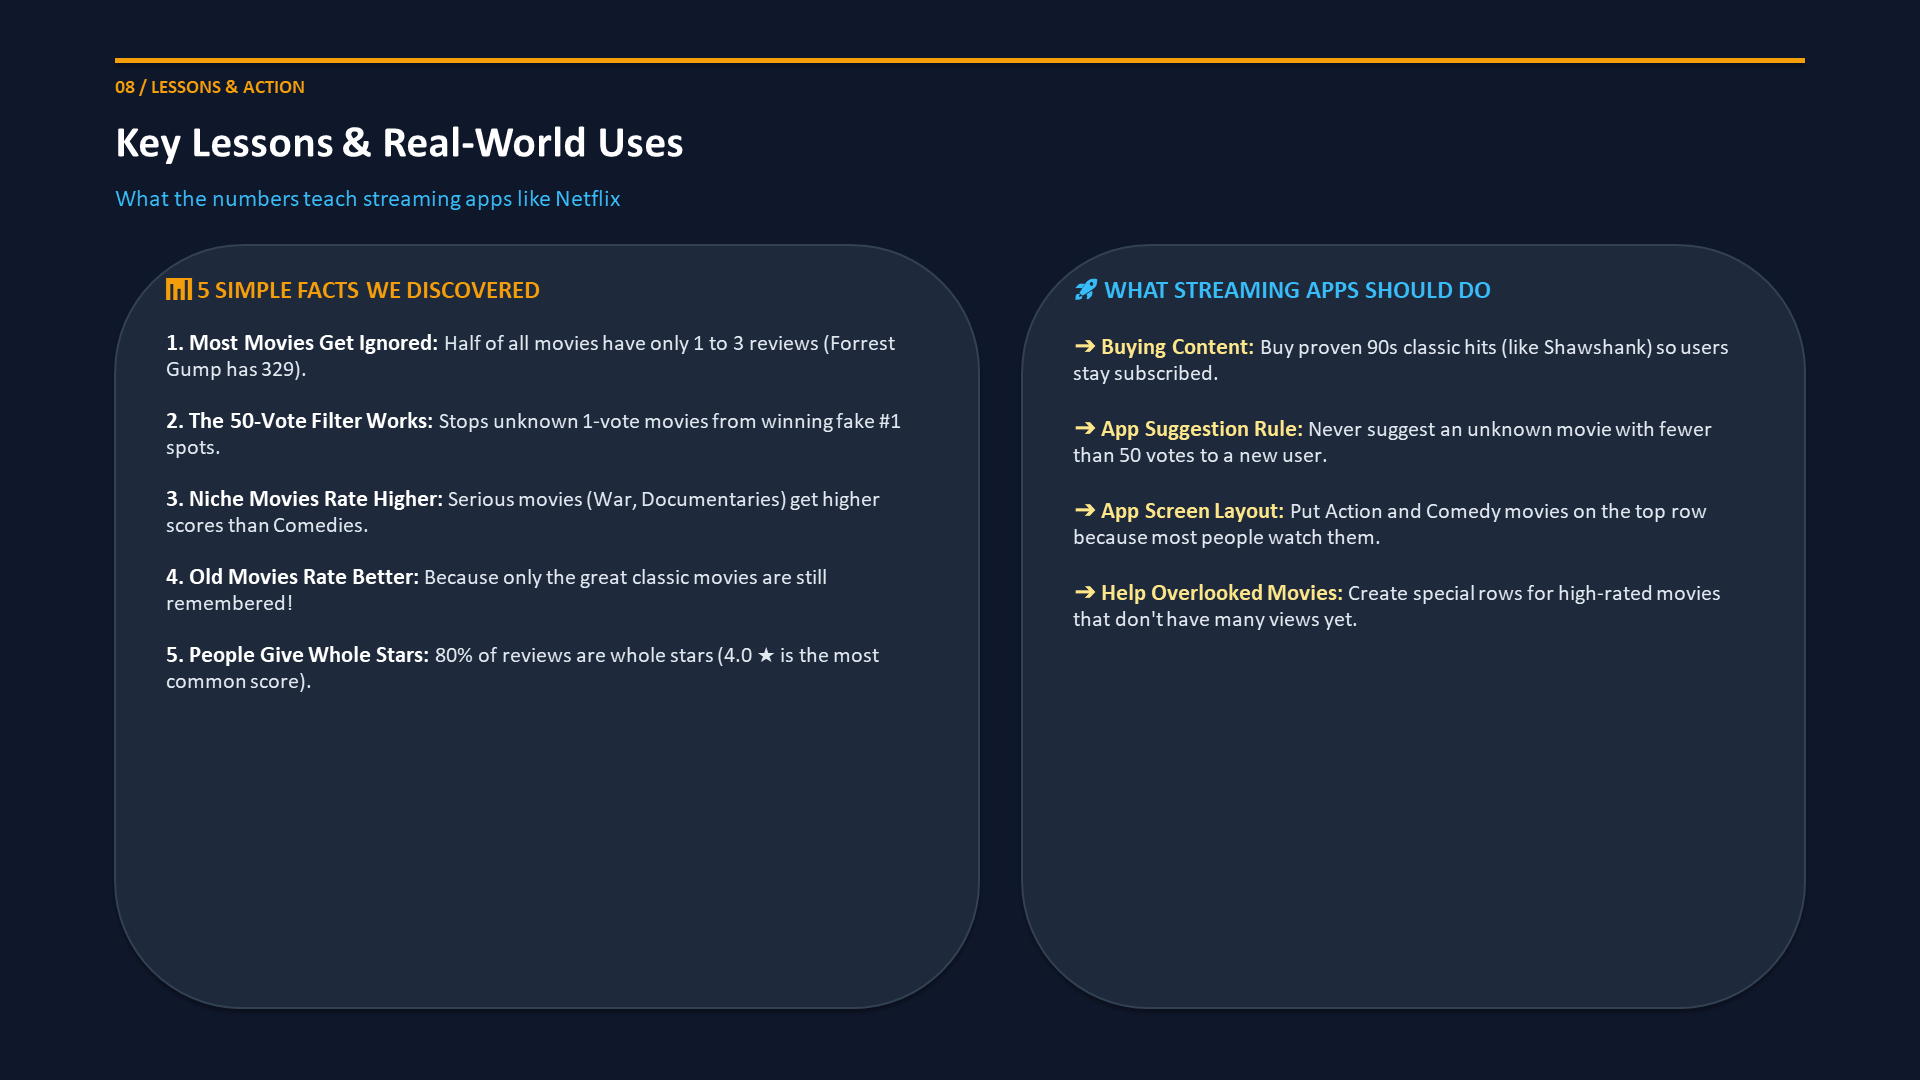 08 / LESSONS & ACTION
Key Lessons & Real-World Uses
What the numbers teach streaming apps like Netflix
5 SIMPLE FACTS WE DISCOVERED
1. Most Movies Get Ignored: Half of all movies have only 1 to 3 reviews (Forrest
Gump has 329).
2. The 50-Vote Filter Works: Stops unknown 1-vote movies from winning fake #1
spots.
3. Niche Movies Rate Higher: Serious movies (War, Documentaries) get higher
scores than Comedies.
4. Old Movies Rate Better: Because only the great classic movies are still
remembered!
5. People Give Whole Stars: 80% of reviews are whole stars (4.0 ★ is the most
common score).
WHAT STREAMING APPS SHOULD DO
➔ Buying Content: Buy proven 90s classic hits (like Shawshank) so users
stay subscribed.
➔ App Suggestion Rule: Never suggest an unknown movie with fewer
than 50 votes to a new user.
➔ App Screen Layout: Put Action and Comedy movies on the top row
because most people watch them.
➔ Help Overlooked Movies: Create special rows for high-rated movies
that don't have many views yet.